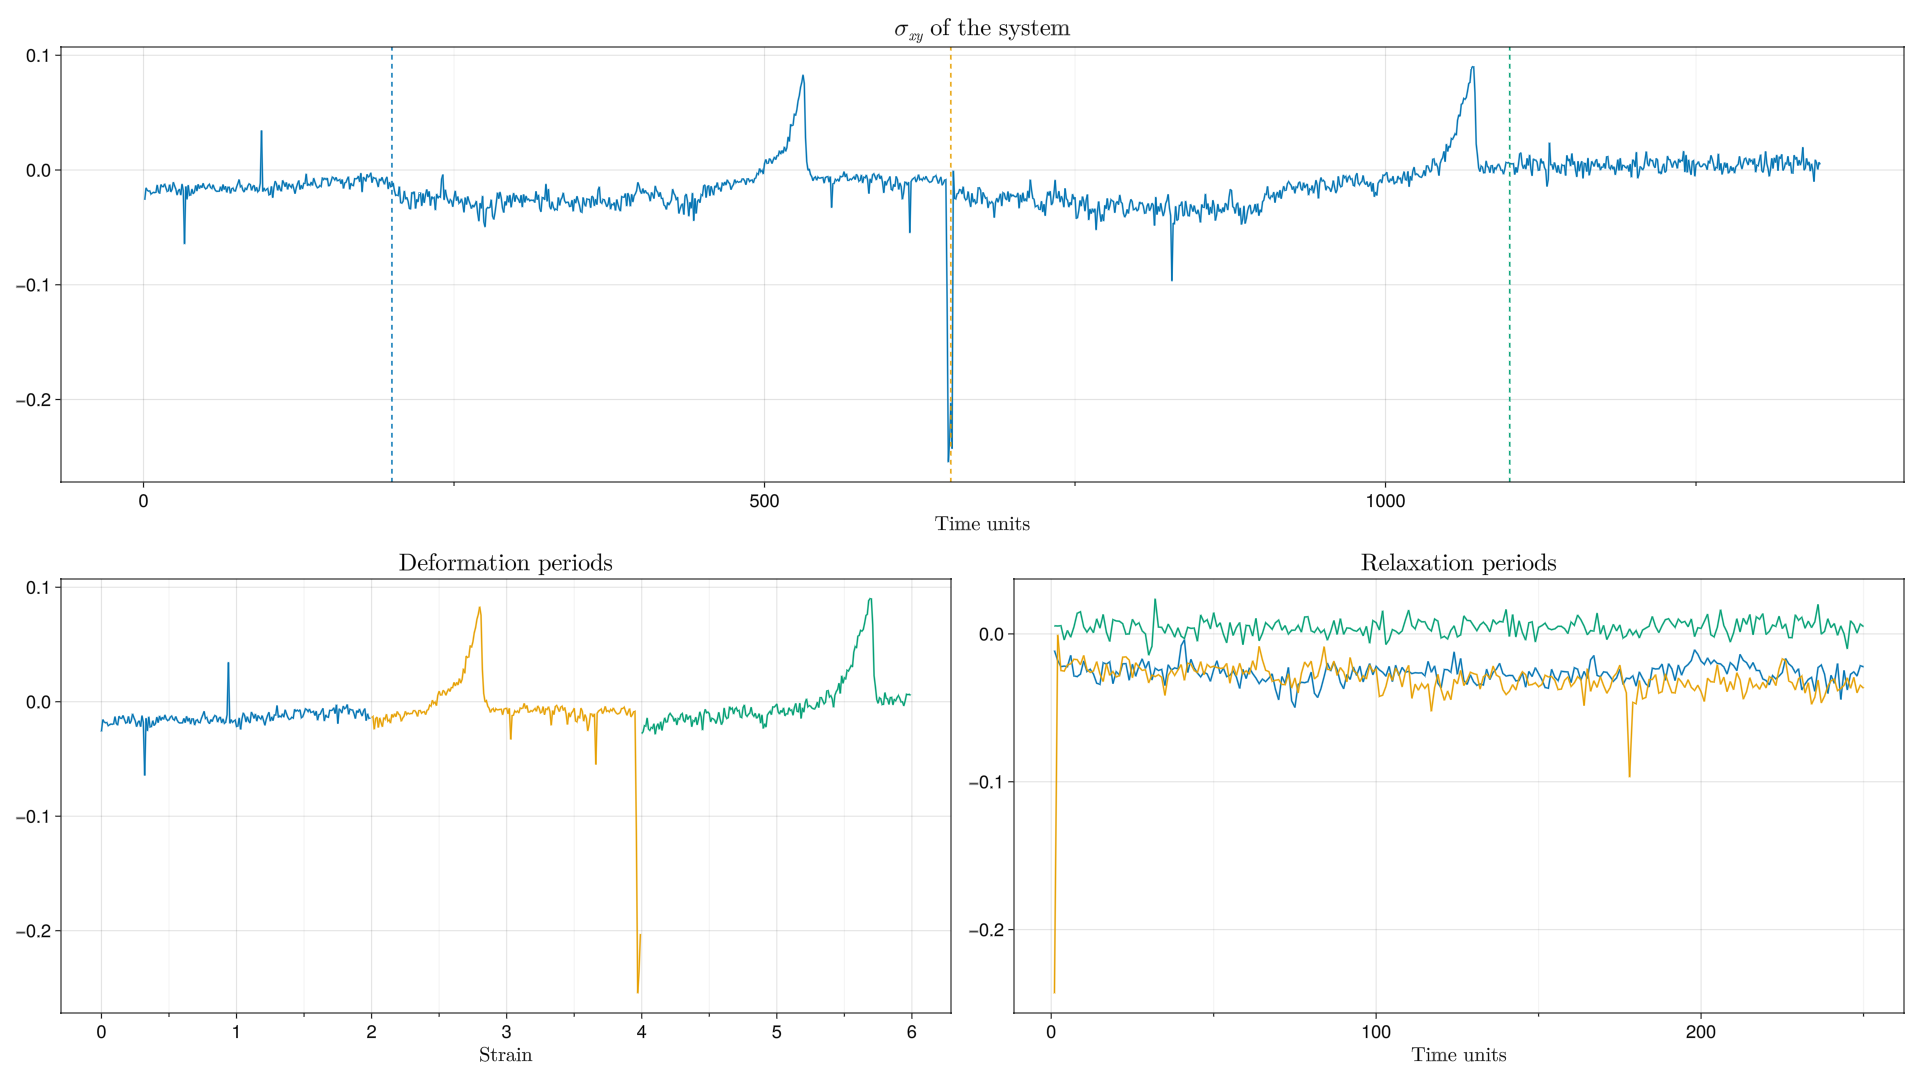 σxy of the system
0.1
0.0
−0.1
−0.2
0 500 1000
Time units
Deformation periods
0.1
0.0
−0.1
−0.2
0 1 2 3 4 5 6
Strain
Relaxation periods
0.0
−0.1
−0.2
0 100 200
Time units